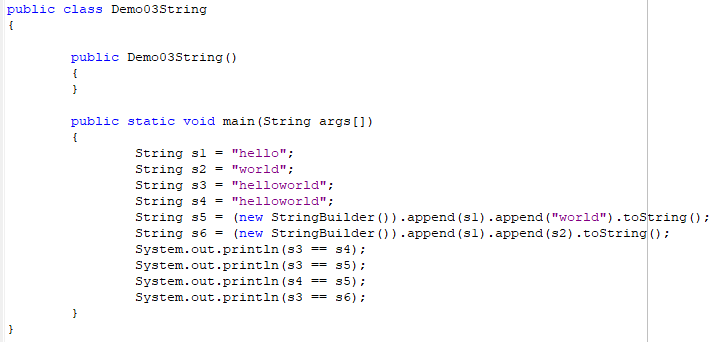 public class Demo03String
{
public Demo03String()
{
}
public static void main(String args[])
{
String s1 = "hello";
String s2 = "world";
String s3 = "helloworld";
String s4 = "helloworld";
String s5 = (new StringBuilder()).append(s1).append("world").toString();
String s6 = (new StringBuilder()).append(s1).append(s2).toString();
System.out.println(s3 == s4);
System.out.println(s3 == s5);
System.out.println(s4 == s5);
System.out.println(s3 == s6);
}
}